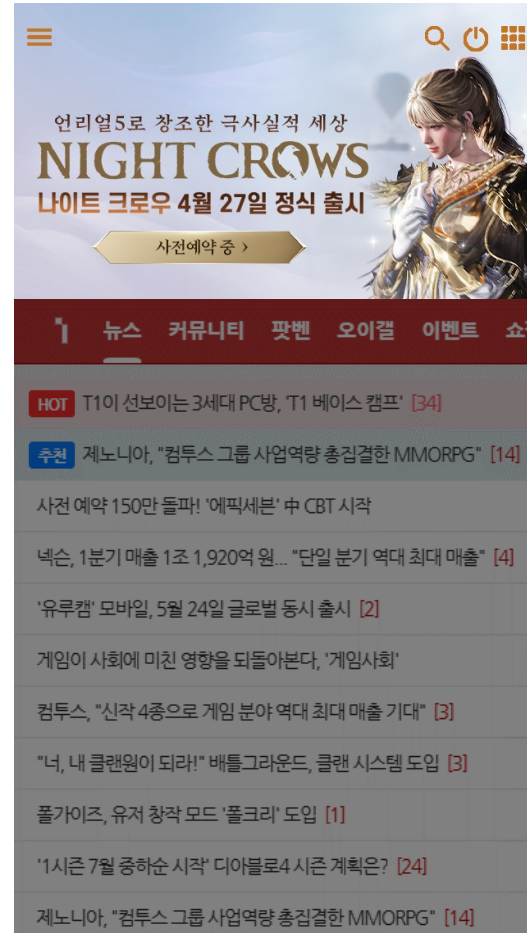 언리얼5로 창조한 극사실적 세상
NIGHT CROWS
나이트 크로우 4월 27일 정식 출시
사전예약 중 ›
뉴스 커뮤니티 팟벤 오이갤 이벤트
HOT T1이 선보이는 3세대 PC방, 'T1 베이스 캠프' [34]
추천 제노니아, "컴투스 그룹 사업역량 총집결한 MMORPG" [14]
사전 예약 150만 돌파! '에픽세븐' 中 CBT 시작
넥슨, 1분기 매출 1조 1,920억 원... "단일 분기 역대 최대 매출" [4]
'유루캠' 모바일, 5월 24일 글로벌 동시 출시 [2]
게임이 사회에 미친 영향을 되돌아본다, '게임사회'
컴투스, "신작 4종으로 게임 분야 역대 최대 매출 기대" [3]
"너, 내 클랜원이 되라!" 배틀그라운드, 클랜 시스템 도입 [3]
폴가이즈, 유저 창작 모드 '폴크리' 도입 [1]
'1시즌 7월 중하순 시작' 디아블로4 시즌 계획은? [24]
제노니아, "컴투스 그룹 사업역량 총집결한 MMORPG" [14]